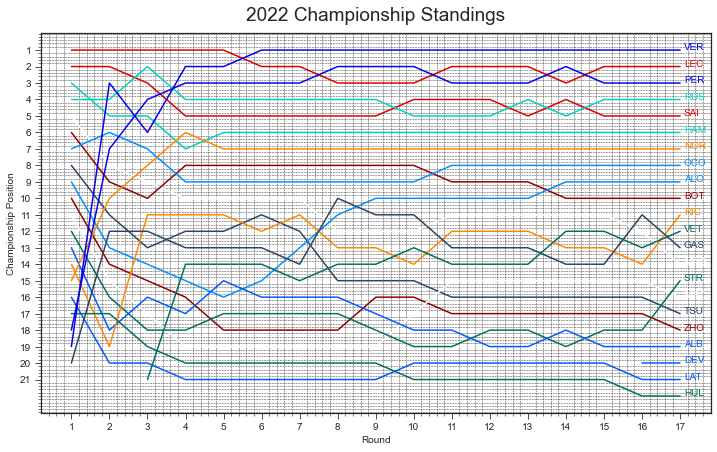 2022 Championship Standings
Championship Position
1
2
3
4
5
6
7
8
9
10
11
12
13
14
15
16
17
18
19
20
21
VER
LEC
PER
RUS
SAI
HAM
NOR
OCO
ALO
BOT
RIC
VET
GAS
STR
TSU
ZHO
ALB
DEV
LAT
HUL
1 2 3 4 5 6 7 8 9 10 11 12 13 14 15 16 17
Round